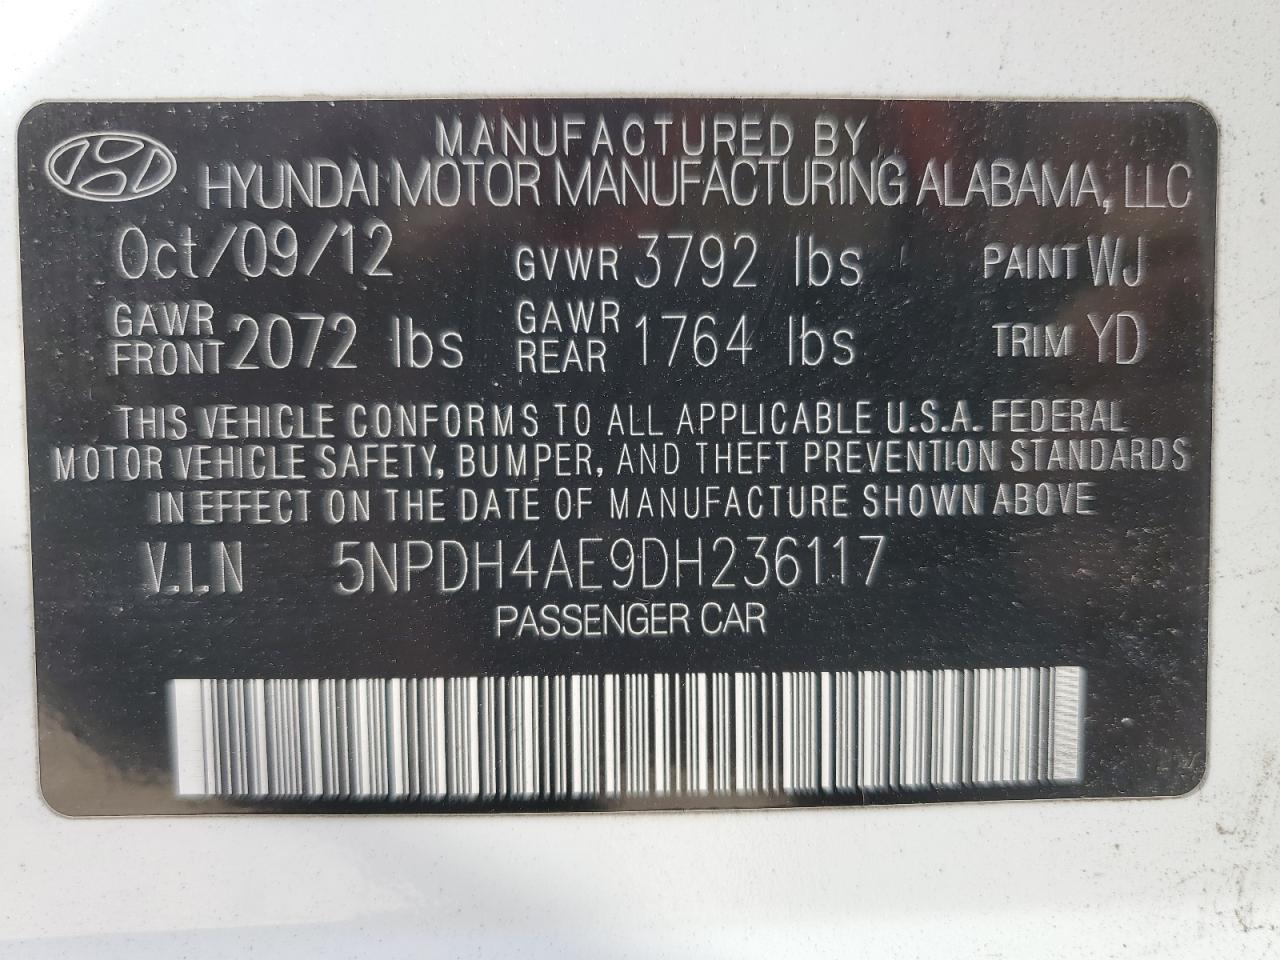 MANUFACTURED BY
HYUNDAI MOTOR MANUFACTURING ALABAMA, LLC
Oct/09/12 GVWR 3792 lbs PAINT WJ
GAWR FRONT 2072 lbs GAWR REAR 1764 lbs TRIM YD
THIS VEHICLE CONFORMS TO ALL APPLICABLE U.S.A. FEDERAL
MOTOR VEHICLE SAFETY, BUMPER, AND THEFT PREVENTION STANDARDS
IN EFFECT ON THE DATE OF MANUFACTURE SHOWN ABOVE
V.I.N 5NPDH4AE9DH236117
PASSENGER CAR